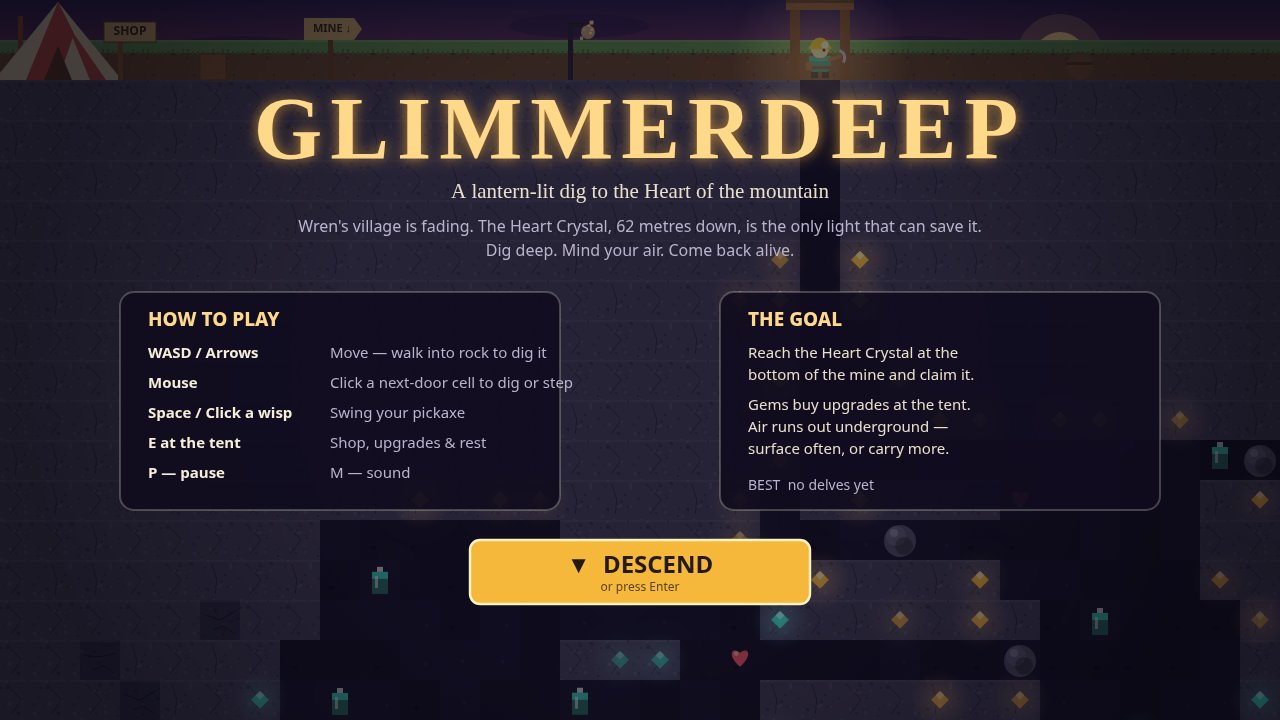 SHOP
MINE ↓
GLIMMERDEEP
A lantern-lit dig to the Heart of the mountain
Wren's village is fading. The Heart Crystal, 62 metres down, is the only light that can save it.
Dig deep. Mind your air. Come back alive.
HOW TO PLAY
WASD / Arrows Move — walk into rock to dig it
Mouse Click a next-door cell to dig or step
Space / Click a wisp Swing your pickaxe
E at the tent Shop, upgrades & rest
P — pause M — sound
THE GOAL
Reach the Heart Crystal at the
bottom of the mine and claim it.
Gems buy upgrades at the tent.
Air runs out underground —
surface often, or carry more.
BEST no delves yet
▼ DESCEND
or press Enter